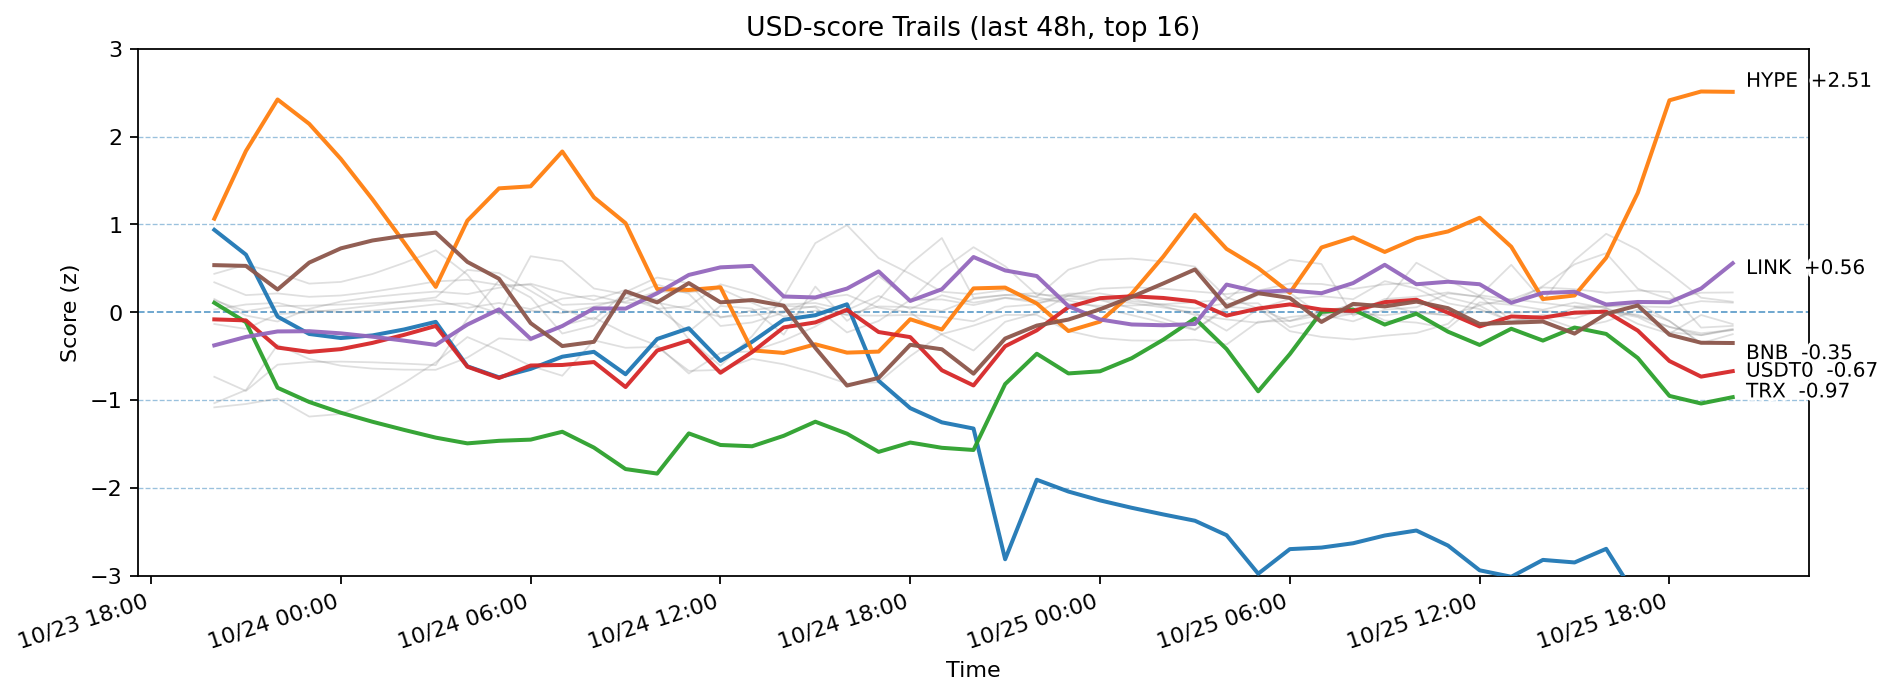 USD-score Trails (last 48h, top 16)
3
2
1
0
−1
−2
−3
Score (z)
HYPE +2.51
LINK +0.56
BNB -0.35
USDT0 -0.67
TRX -0.97
10/23 18:00
10/24 00:00
10/24 06:00
10/24 12:00
10/24 18:00
10/25 00:00
10/25 06:00
10/25 12:00
10/25 18:00
Time